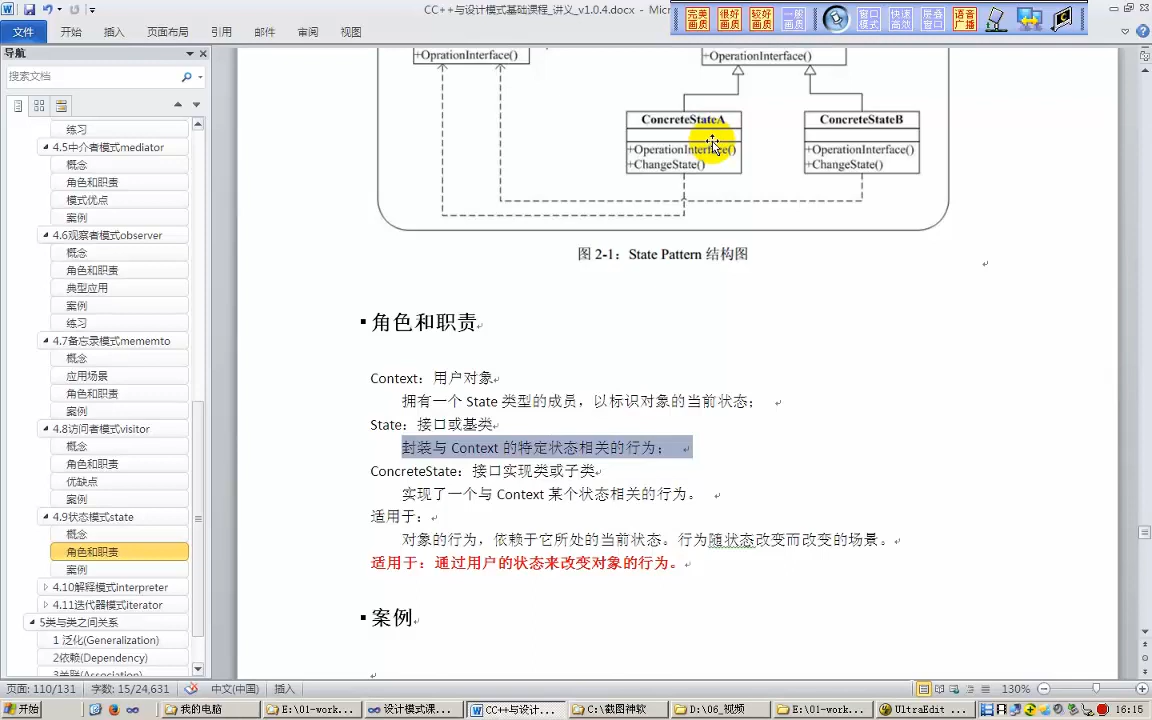 CC++与设计模式基础课程_讲义_v1.0.4.docx - Micr
完美画质
很好画质
较好画质
一般画质
窗口模式
快速高效
层叠窗口
语音广播
文件 开始 插入 页面布局 引用 邮件 审阅 视图
导航
搜索文档
练习
4.5中介者模式mediator
概念
角色和职责
模式优点
案例
4.6观察者模式observer
概念
角色和职责
典型应用
案例
练习
4.7备忘录模式mememto
概念
应用场景
角色和职责
案例
4.8访问者模式visitor
概念
角色和职责
优缺点
案例
4.9状态模式state
概念
角色和职责
案例
4.10解释模式interpreter
4.11迭代器模式iterator
5类与类之间关系
1 泛化(Generalization)
2依赖(Dependency)
3关联(Association)
+OprationInterface()
+OperationInterface()
ConcreteStateA
+OperationInterface()
+ChangeState()
ConcreteStateB
+OperationInterface()
+ChangeState()
图 2-1：State Pattern 结构图
角色和职责
Context：用户对象
拥有一个 State 类型的成员，以标识对象的当前状态；
State：接口或基类
封装与 Context 的特定状态相关的行为；
ConcreteState：接口实现类或子类
实现了一个与 Context 某个状态相关的行为。
适用于：
对象的行为，依赖于它所处的当前状态。行为随状态改变而改变的场景。
适用于：通过用户的状态来改变对象的行为。
案例
页面: 110/131 字数: 15/24,631 中文(中国) 插入 130%
开始 我的电脑 E:\01-work... 设计模式课... CC++与设计... C:\截图神软 D:\06_视频 E:\01-work... UltraEdit ... 16:15